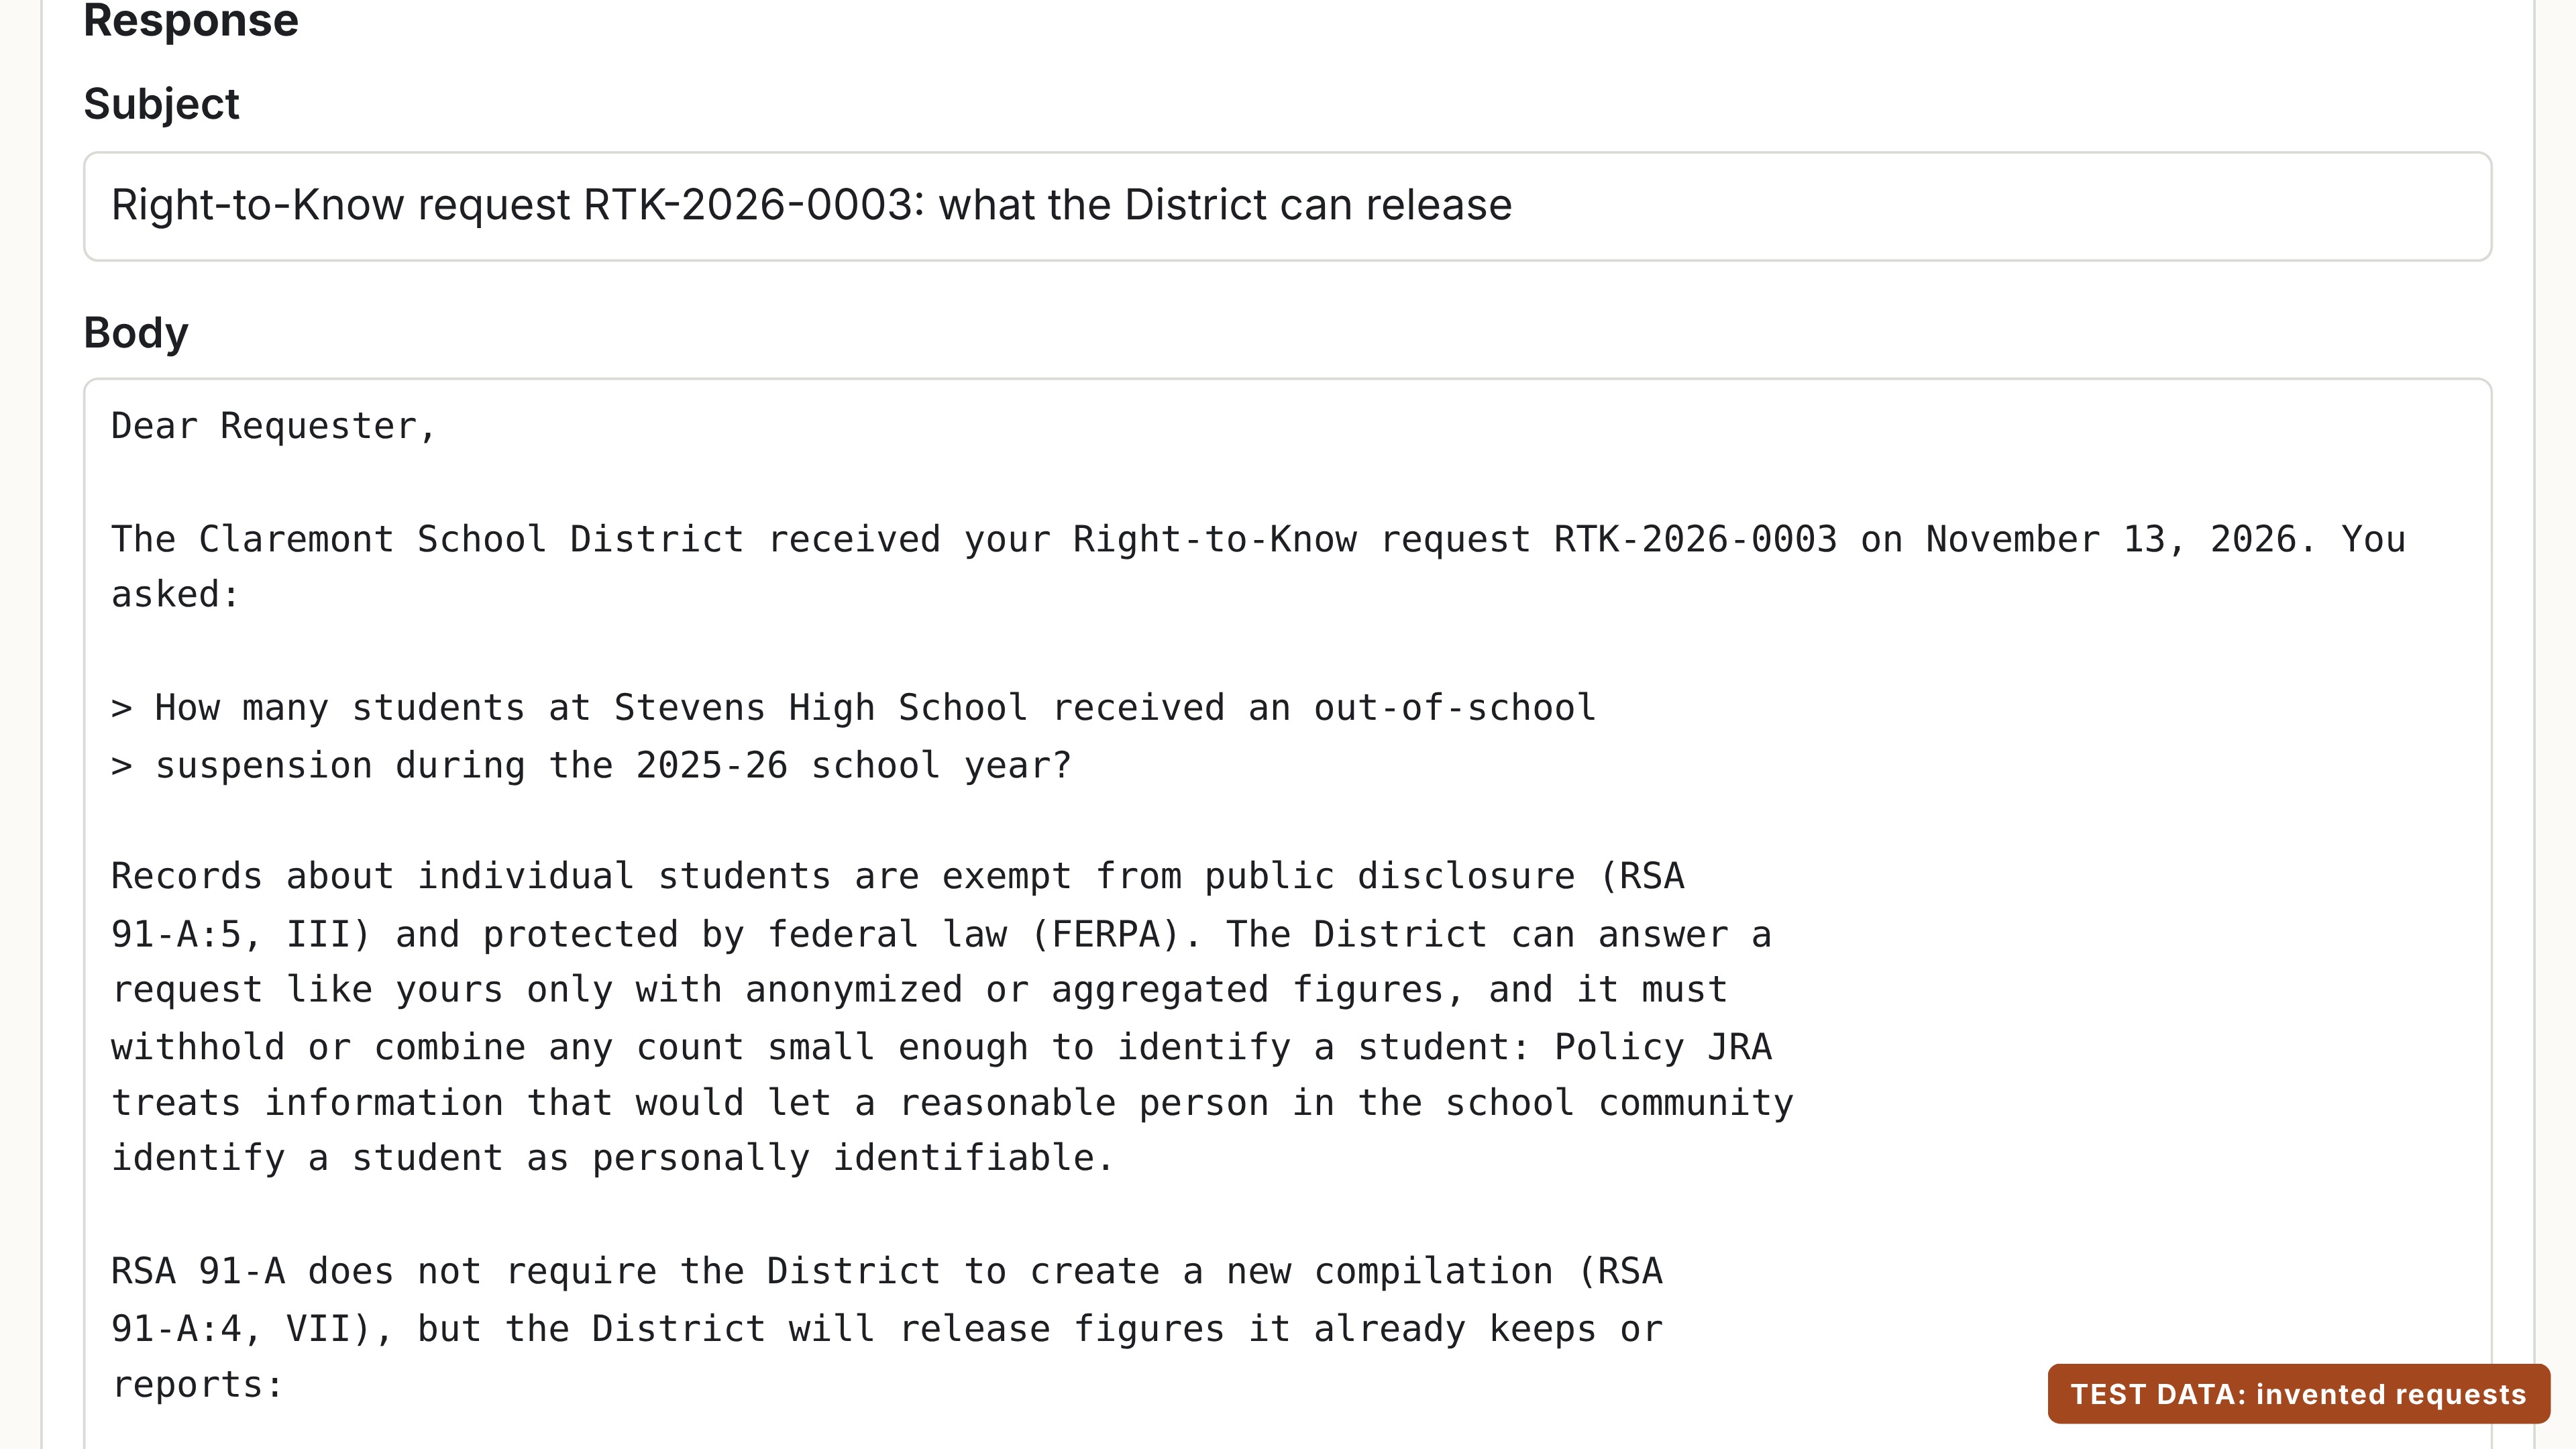 Response
Subject
Right-to-Know request RTK-2026-0003: what the District can release
Body
Dear Requester,
The Claremont School District received your Right-to-Know request RTK-2026-0003 on November 13, 2026. You
asked:
> How many students at Stevens High School received an out-of-school
> suspension during the 2025-26 school year?
Records about individual students are exempt from public disclosure (RSA
91-A:5, III) and protected by federal law (FERPA). The District can answer a
request like yours only with anonymized or aggregated figures, and it must
withhold or combine any count small enough to identify a student: Policy JRA
treats information that would let a reasonable person in the school community
identify a student as personally identifiable.
RSA 91-A does not require the District to create a new compilation (RSA
91-A:4, VII), but the District will release figures it already keeps or
reports:
TEST DATA: invented requests